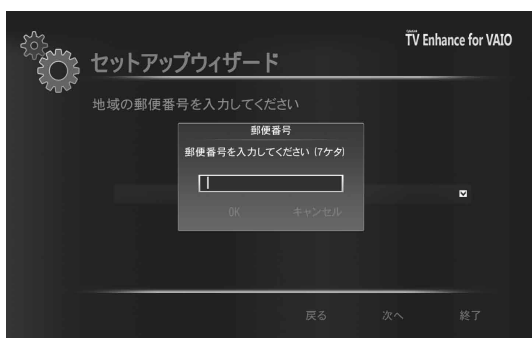 TV Enhance for VAIO
セットアップウィザード
地域の郵便番号を入力してください
郵便番号
郵便番号を入力してください (7ケタ)
OK
キャンセル
戻る
次へ
終了